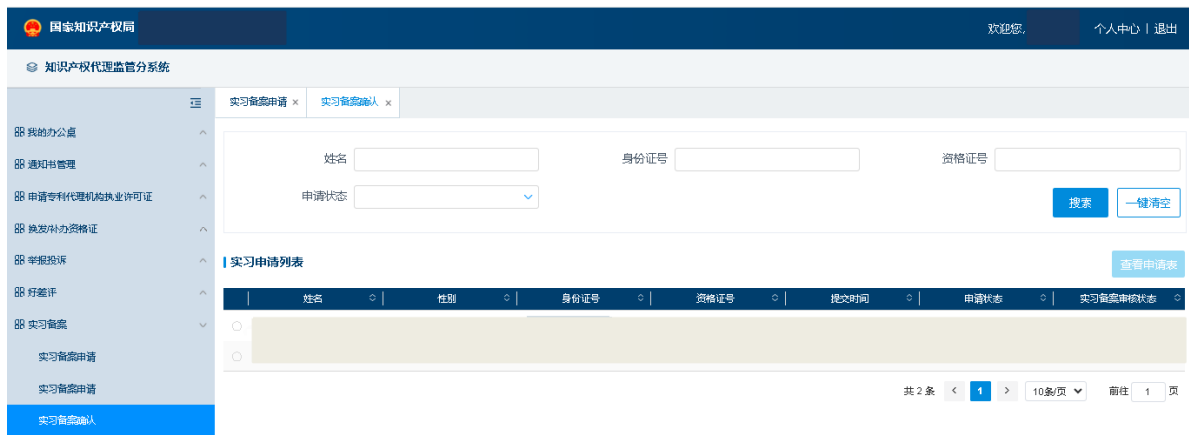 国家知识产权局
欢迎您,
个人中心 | 退出
知识产权代理监管分系统
实习备案申请 ×
实习备案确认 ×
我的办公桌
通知书管理
申请专利代理机构执业许可证
换发/补办资格证
举报投诉
好差评
实习备案
实习备案申请
实习备案申请
实习备案确认
姓名
身份证号
资格证号
申请状态
搜索
一键清空
实习申请列表
查看申请表
姓名 性别 身份证号 资格证号 提交时间 申请状态 实习备案审核状态
共 2 条 < 1 > 10条/页 前往 1 页